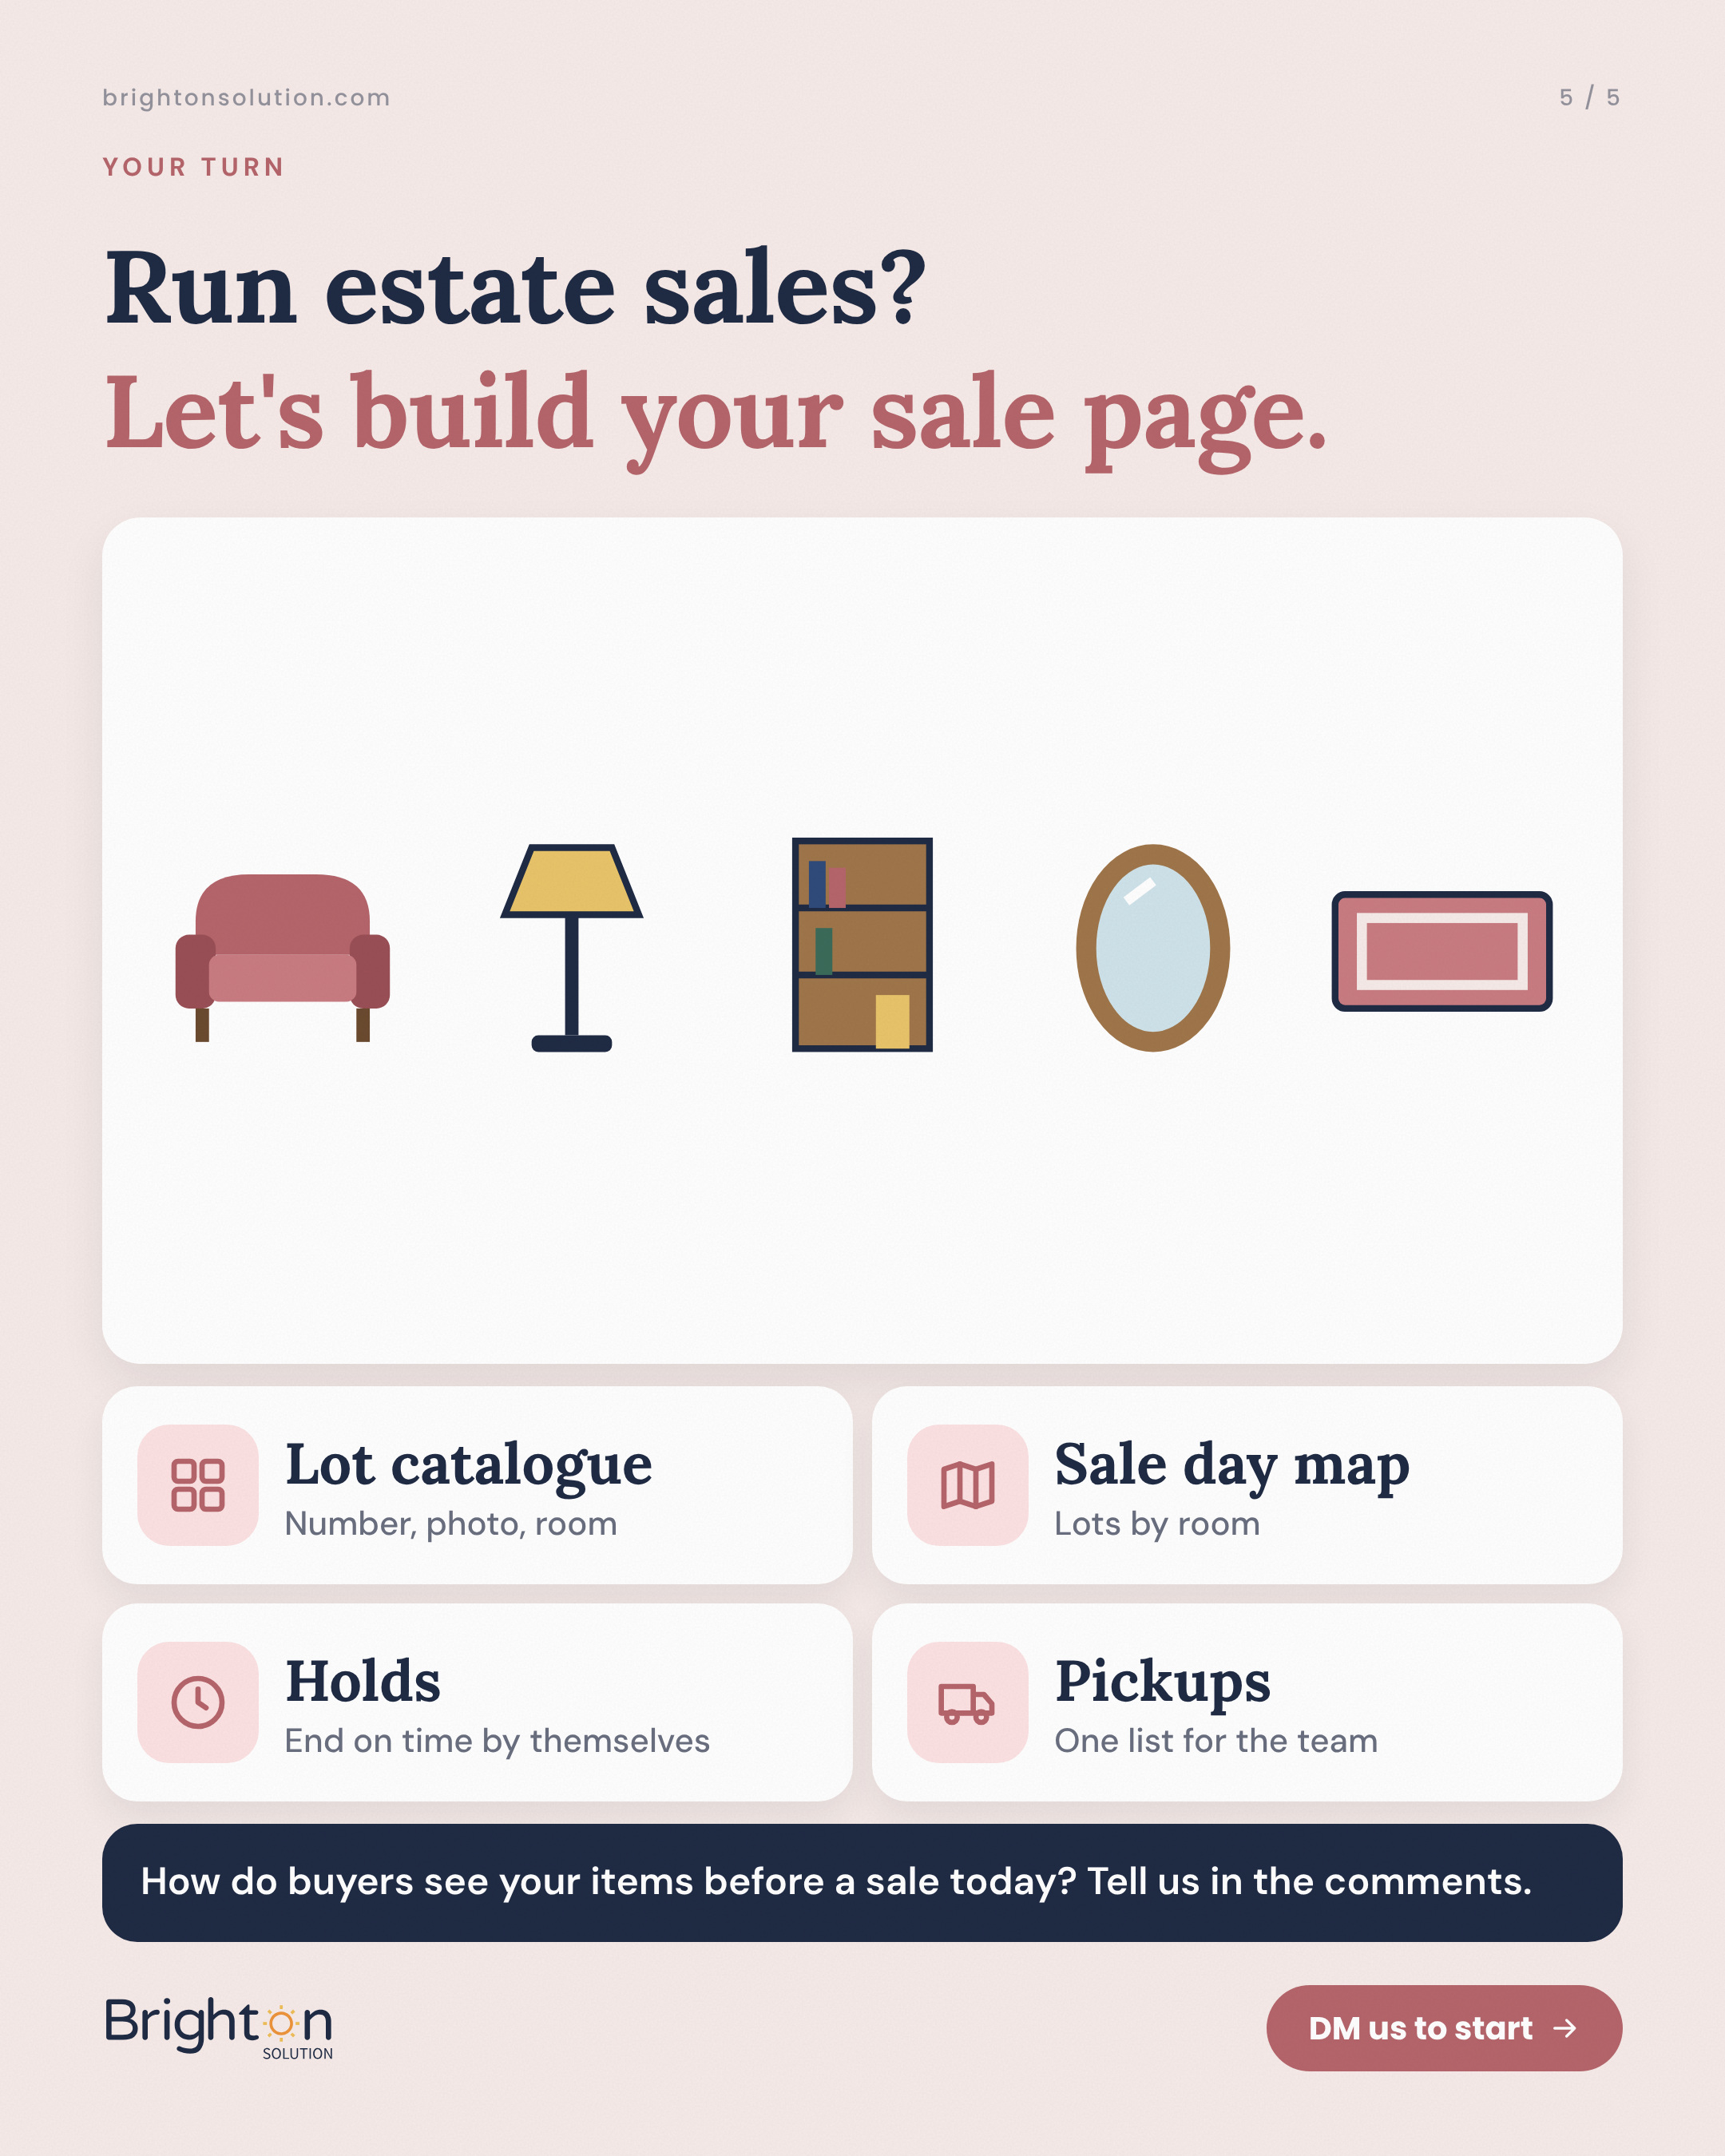 brightonsolution.com
5 / 5
YOUR TURN
Run estate sales?
Let's build your sale page.
Lot catalogue
Number, photo, room
Sale day map
Lots by room
Holds
End on time by themselves
Pickups
One list for the team
How do buyers see your items before a sale today? Tell us in the comments.
Brighton
SOLUTION
DM us to start →